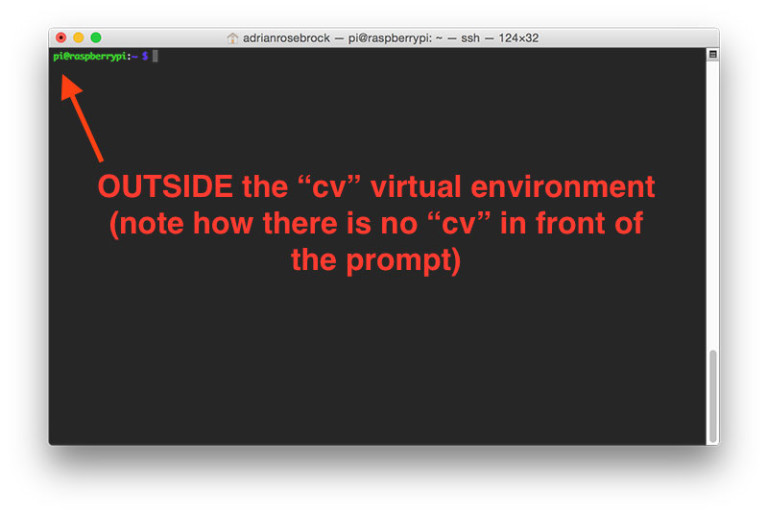 adrianrosebrock — pi@raspberrypi: ~ — ssh — 124×32
pi@raspberrypi:~ $
OUTSIDE the “cv” virtual environment
(note how there is no “cv” in front of
the prompt)